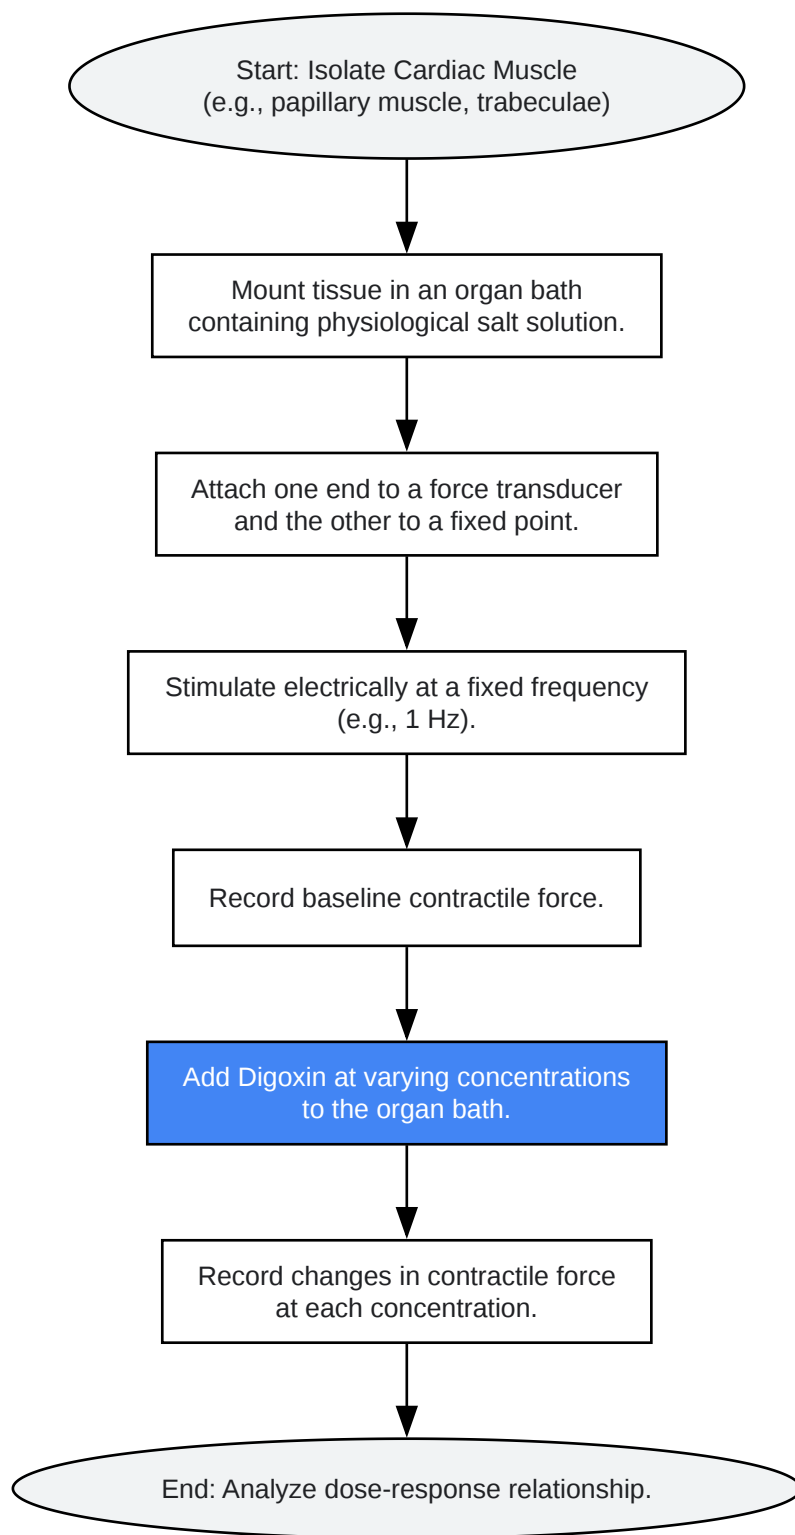 Start: Isolate Cardiac Muscle
(e.g., papillary muscle, trabeculae)
Mount tissue in an organ bath
containing physiological salt solution.
Attach one end to a force transducer
and the other to a fixed point.
Stimulate electrically at a fixed frequency
(e.g., 1 Hz).
Record baseline contractile force.
Add Digoxin at varying concentrations
to the organ bath.
Record changes in contractile force
at each concentration.
End: Analyze dose-response relationship.